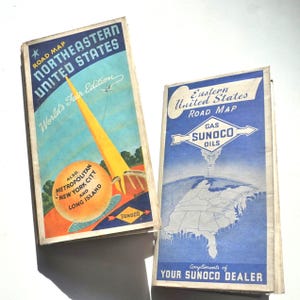 ROAD MAP
NORTHEASTERN
UNITED STATES
World's Fair Edition
ALSO
METROPOLITAN
NEW YORK CITY
AND
LONG ISLAND
SUNOCO
Eastern
United States
ROAD MAP
GAS
SUNOCO
OILS
Compliments of
YOUR SUNOCO DEALER